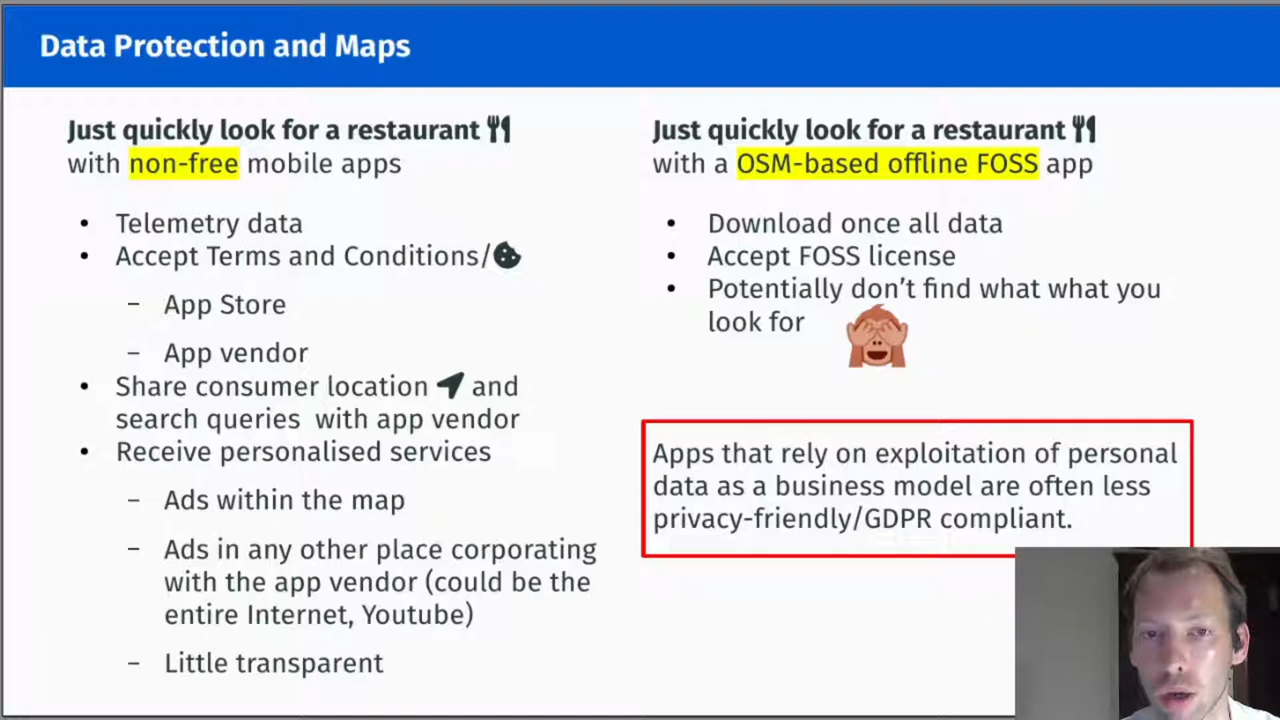 Data Protection and Maps
Just quickly look for a restaurant
with non-free mobile apps
• Telemetry data
• Accept Terms and Conditions/
– App Store
– App vendor
• Share consumer location and
search queries with app vendor
• Receive personalised services
– Ads within the map
– Ads in any other place corporating
with the app vendor (could be the
entire Internet, Youtube)
– Little transparent
Just quickly look for a restaurant
with a OSM-based offline FOSS app
• Download once all data
• Accept FOSS license
• Potentially don’t find what what you
look for
Apps that rely on exploitation of personal
data as a business model are often less
privacy-friendly/GDPR compliant.